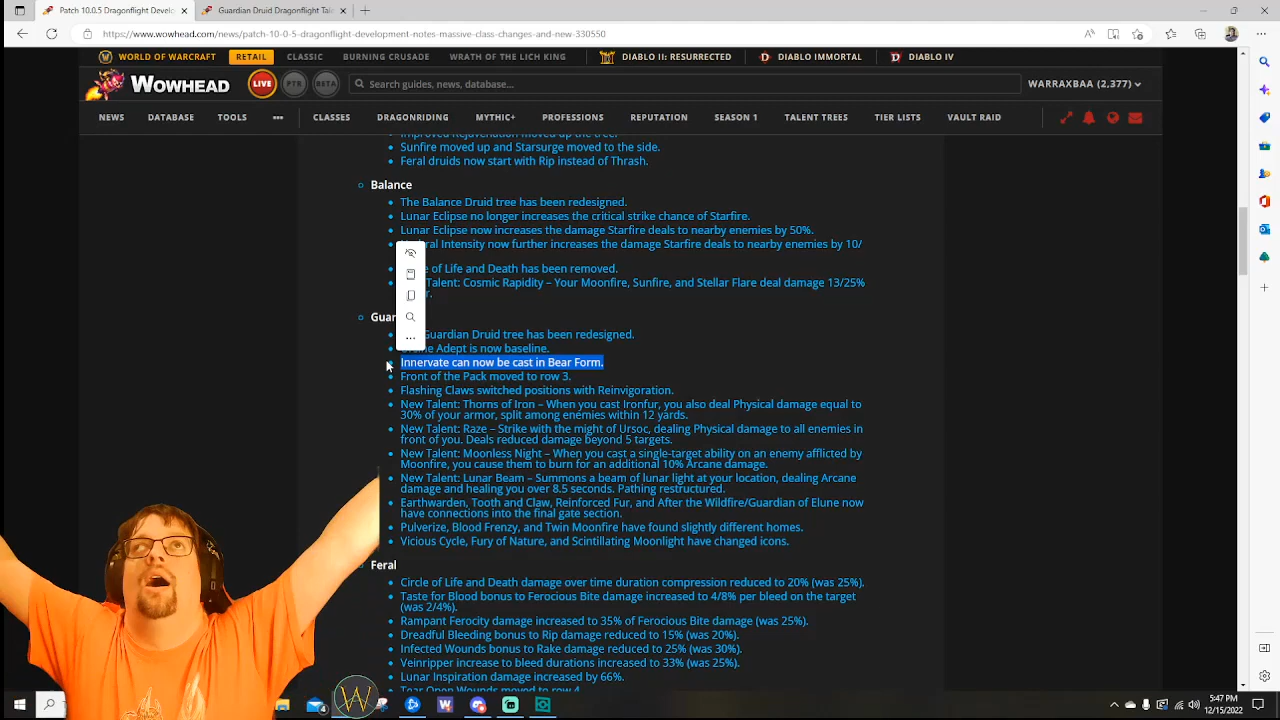 Patch 10.0.5 Dragonflight Develo
Guardian Druid Dragonflight Tale
https://www.wowhead.com/news/patch-10-0-5-dragonflight-development-notes-massive-class-changes-and-new-330550
WORLD OF WARCRAFT RETAIL CLASSIC BURNING CRUSADE WRATH OF THE LICH KING DIABLO II: RESURRECTED DIABLO IMMORTAL DIABLO IV
WOWHEAD LIVE PTR BETA Search guides, news, database... WARRAXBAA (2,377)
NEWS DATABASE TOOLS ••• CLASSES DRAGONRIDING MYTHIC+ PROFESSIONS REPUTATION SEASON 1 TALENT TREES TIER LISTS VAULT RAID
Improved Rejuvenation moved up the tree.
Sunfire moved up and Starsurge moved to the side.
Feral druids now start with Rip instead of Thrash.
Balance
The Balance Druid tree has been redesigned.
Lunar Eclipse no longer increases the critical strike chance of Starfire.
Lunar Eclipse now increases the damage Starfire deals to nearby enemies by 50%.
ral Intensity now further increases the damage Starfire deals to nearby enemies by 10/
e of Life and Death has been removed.
Talent: Cosmic Rapidity – Your Moonfire, Sunfire, and Stellar Flare deal damage 13/25%
r.
Guar
Guardian Druid tree has been redesigned.
Adept is now baseline.
Innervate can now be cast in Bear Form.
Front of the Pack moved to row 3.
Flashing Claws switched positions with Reinvigoration.
New Talent: Thorns of Iron – When you cast Ironfur, you also deal Physical damage equal to
30% of your armor, split among enemies within 12 yards.
New Talent: Raze – Strike with the might of Ursoc, dealing Physical damage to all enemies in
front of you. Deals reduced damage beyond 5 targets.
New Talent: Moonless Night – When you cast a single-target ability on an enemy afflicted by
Moonfire, you cause them to burn for an additional 10% Arcane damage.
New Talent: Lunar Beam – Summons a beam of lunar light at your location, dealing Arcane
damage and healing you over 8.5 seconds. Pathing restructured.
Earthwarden, Tooth and Claw, Reinforced Fur, and After the Wildfire/Guardian of Elune now
have connections into the final gate section.
Pulverize, Blood Frenzy, and Twin Moonfire have found slightly different homes.
Vicious Cycle, Fury of Nature, and Scintillating Moonlight have changed icons.
Feral
Circle of Life and Death damage over time duration compression reduced to 20% (was 25%).
Taste for Blood bonus to Ferocious Bite damage increased to 4/8% per bleed on the target
(was 2/4%).
Rampant Ferocity damage increased to 35% of Ferocious Bite damage (was 25%).
Dreadful Bleeding bonus to Rip damage reduced to 15% (was 20%).
Infected Wounds bonus to Rake damage reduced to 25% (was 30%).
Veinripper increase to bleed durations increased to 33% (was 25%).
Lunar Inspiration damage increased by 66%.
Tear Open Wounds moved to row 4
5:47 PM
12/15/2022